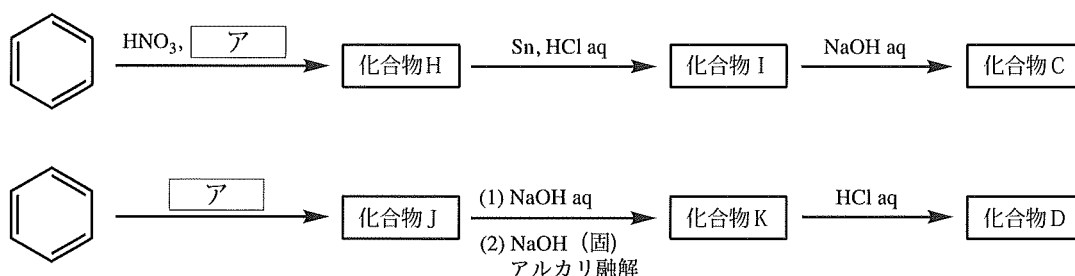 HNO3, ア
化合物H
Sn, HCl aq
化合物I
NaOH aq
化合物C
ア
化合物J
(1) NaOH aq
(2) NaOH（固）
アルカリ融解
化合物K
HCl aq
化合物D